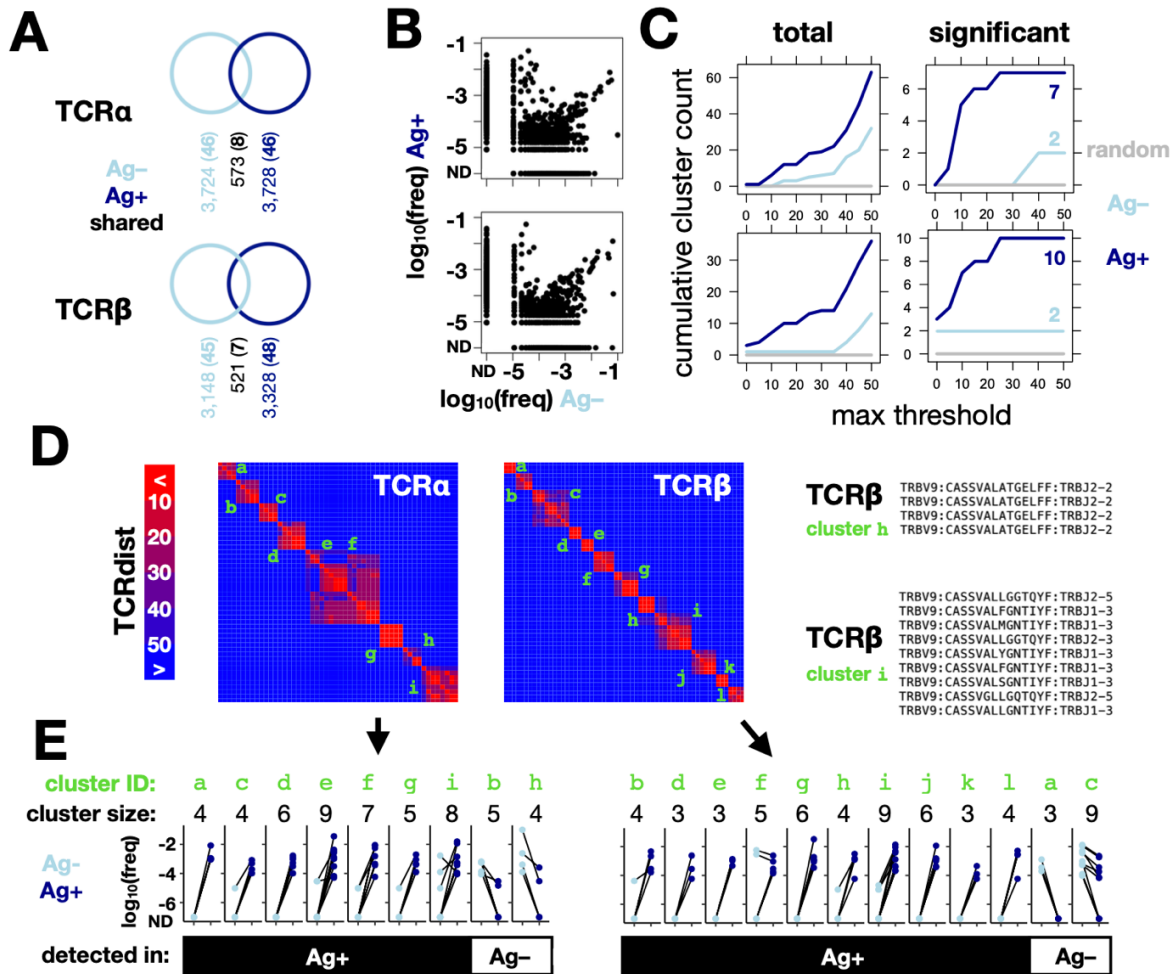 A
TCRα
Ag–
Ag+
shared
3,724 (46)
573 (8)
3,728 (46)
TCRβ
3,148 (45)
521 (7)
3,328 (48)
B
log₁₀(freq) Ag+
-1
-3
-5
ND
-1
-3
-5
ND
ND -5 -3 -1
log₁₀(freq) Ag–
C
total
significant
cumulative cluster count
60
40
20
0
0 10 20 30 40 50
6
4
2
0
7
2
0 10 20 30 40 50
random
Ag–
Ag+
30
20
10
0
0 10 20 30 40 50
10
8
6
4
2
0
10
2
0 10 20 30 40 50
max threshold
D
TCRdist
<
10
20
30
40
50
>
TCRα
a
b
c
d
e
f
g
h
i
TCRβ
a
b
c
d
e
f
g
h
i
j
k
l
TCRβ
cluster h
TRBV9:CASSVALATGELFF:TRBJ2-2
TRBV9:CASSVALATGELFF:TRBJ2-2
TRBV9:CASSVALATGELFF:TRBJ2-2
TRBV9:CASSVALATGELFF:TRBJ2-2
TCRβ
cluster i
TRBV9:CASSVALLGGTQYF:TRBJ2-5
TRBV9:CASSVALFGNTIYF:TRBJ1-3
TRBV9:CASSVALMGNTIYF:TRBJ1-3
TRBV9:CASSVALLGGTQYF:TRBJ2-3
TRBV9:CASSVALYGNTIYF:TRBJ1-3
TRBV9:CASSVALFGNTIYF:TRBJ1-3
TRBV9:CASSVALSGNTIYF:TRBJ1-3
TRBV9:CASSVGLLGQTQYF:TRBJ2-5
TRBV9:CASSVALLGNTIYF:TRBJ1-3
E
cluster ID: a c d e f g i b h
cluster size: 4 4 6 9 7 5 8 5 4
b d e f g h i j k l a c
4 3 3 5 6 4 9 6 3 4 3 9
Ag-
Ag+
log₁₀(freq)
-2
-4
-6
ND
detected in: Ag+ Ag–
Ag+ Ag–